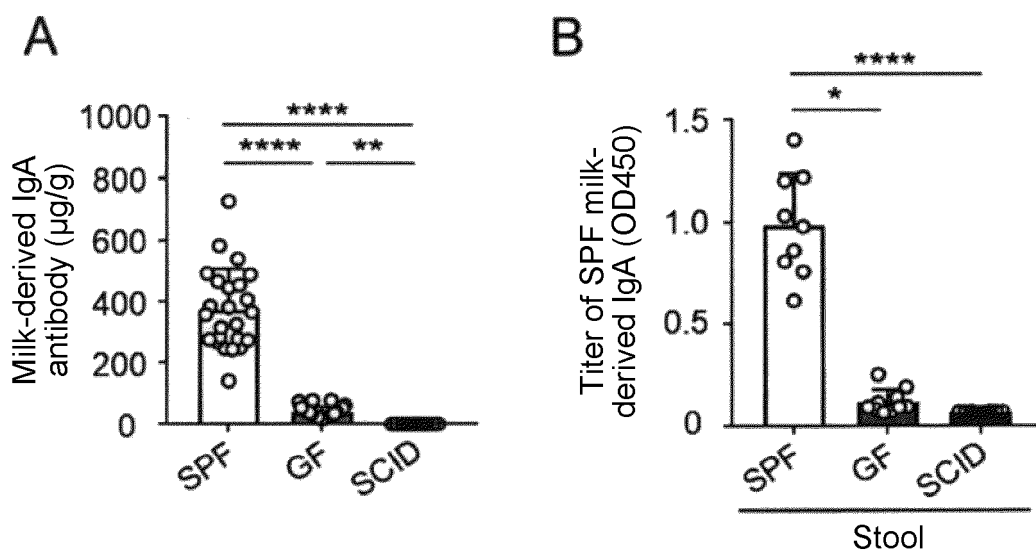 A
Milk-derived IgA
antibody (µg/g)
1000
800
600
400
200
0
****
****
**
SPF
GF
SCID
B
Titer of SPF milk-
derived IgA (OD450)
1.5
1.0
0.5
0
****
*
SPF
GF
SCID
Stool